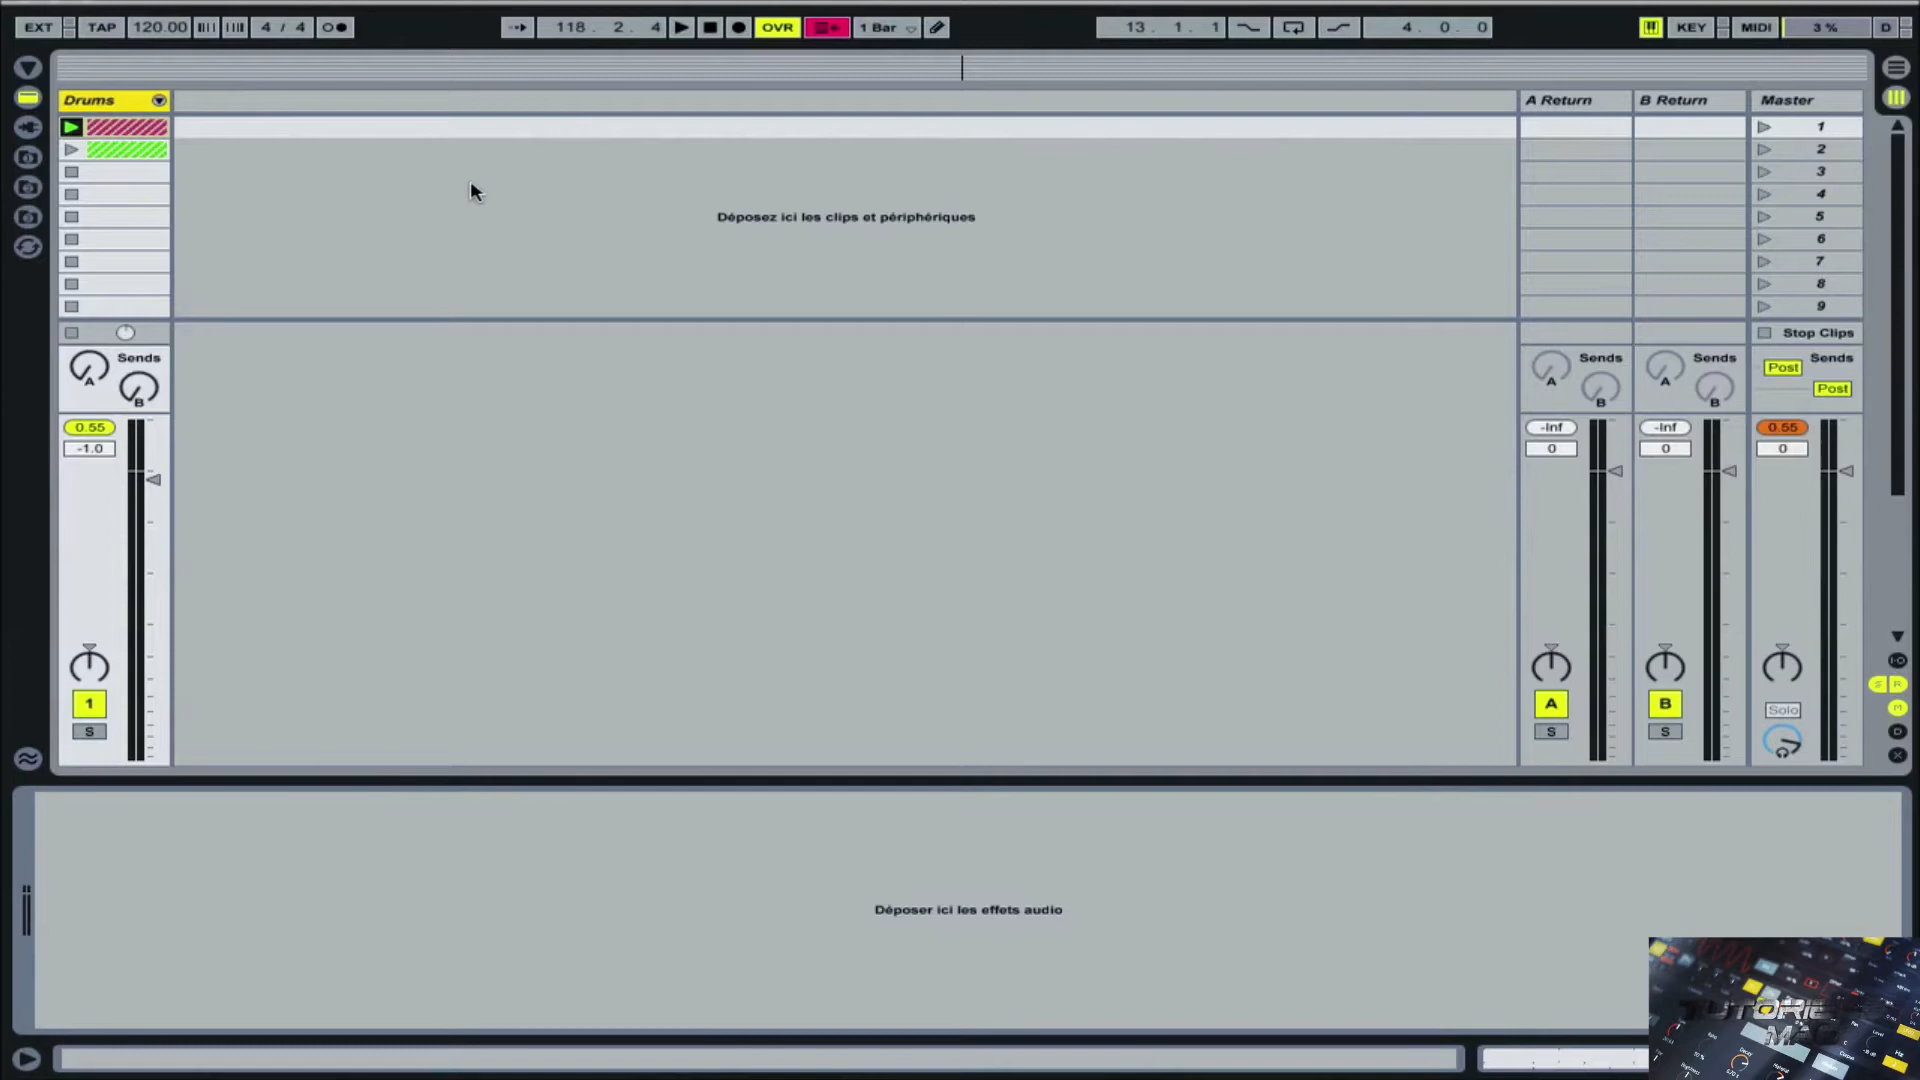 EXT TAP 120.00 4 / 4 118. 2. 4 OVR 1 Bar 13. 1. 1 4. 0. 0 KEY MIDI 3 % D
Drums A Return B Return Master
1
2
3
4
5
6
7
8
9
Déposez ici les clips et périphériques
Stop Clips
Sends Sends Sends Sends
A A A Post
B B B Post
0.55 -Inf -Inf 0.55
-1.0 0 0 0
1 A B Solo
S S S
I-O
S R
M
D
X
Déposer ici les effets audio